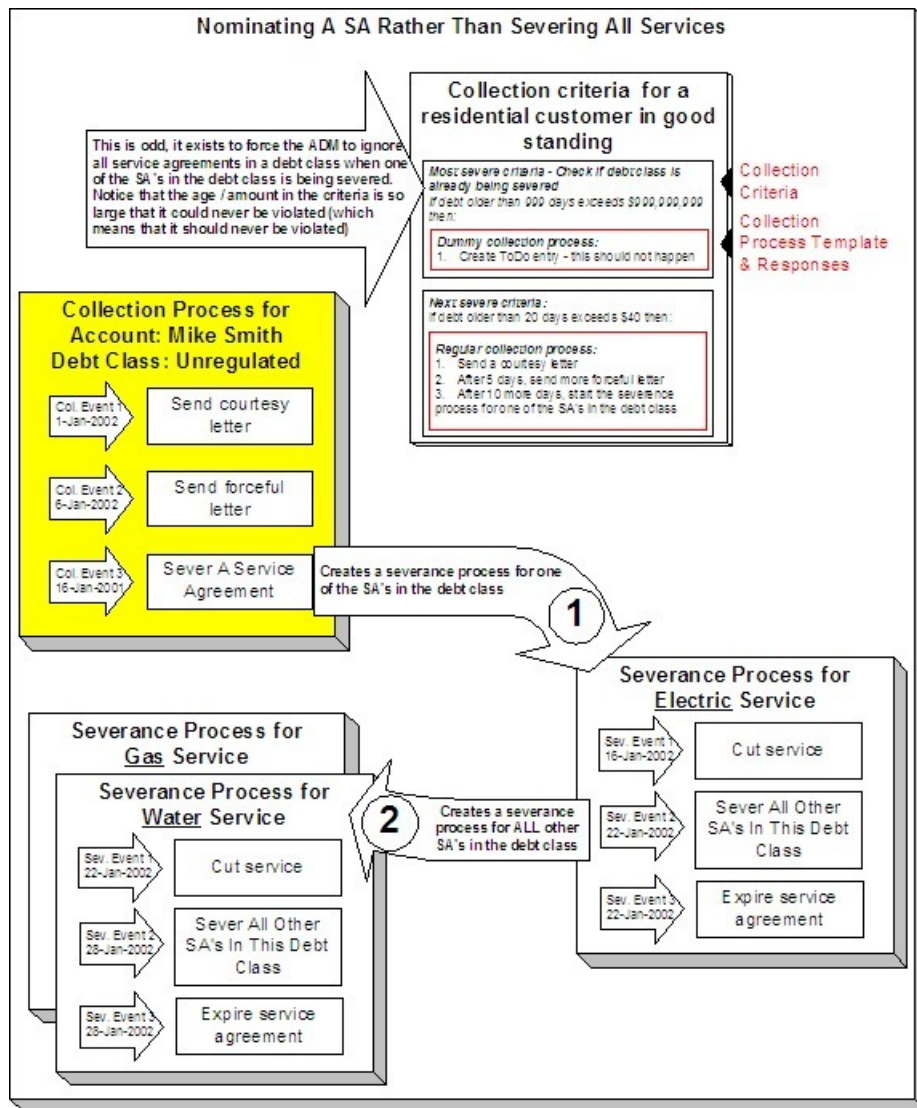 Nominating A SA Rather Than Severing All Services
This is odd, it exists to force the ADM to ignore
all service agreements in a debt class when one
of the SA's in the debt class is being severed.
Notice that the age / amount in the criteria is so
large that it could never be violated (which
means that it should never be violated)
Collection criteria for a
residential customer in good
standing
Most severe criteria - Check if debt class is
already being severed
If debt older than 999 days exceeds $999,999,999
then:
Dummy collection process:
1. Create ToDo entry - this should not happen
Collection
Criteria
Collection
Process Template
& Responses
Next severe criteria:
If debt older than 20 days exceeds $40 then:
Regular collection process:
1. Send a courtesy letter
2. After 5 days, send more forceful letter
3. After 10 more days, start the severence
process for one of the SA's in the debt class
Collection Process for
Account: Mike Smith
Debt Class: Unregulated
Col. Event 1
1-Jan-2002
Send courtesy
letter
Col. Event 2
6-Jan-2002
Send forceful
letter
Col. Event 3
16-Jan-2001
Sever A Service
Agreement
Creates a severance process for one
of the SA's in the debt class
1
Severance Process for
Electric Service
Sev. Event 1
16-Jan-2002
Cut service
Sev. Event 2
22-Jan-2002
Sever All Other
SA's In This Debt
Class
Sev. Event 3
22-Jan-2002
Expire service
agreement
2
Creates a severance
process for ALL other
SA's in the debt class
Severance Process for
Gas Service
Severance Process for
Water Service
Sev. Event 1
22-Jan-2002
Cut service
Sev. Event 2
28-Jan-2002
Sever All Other
SA's In This Debt
Class
Sev. Event 3
28-Jan-2002
Expire service
agreement